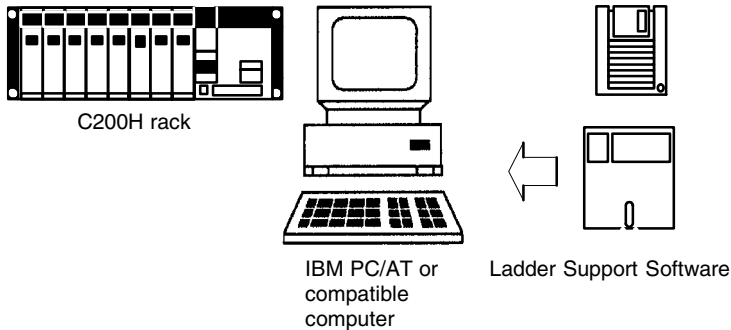 C200H rack
IBM PC/AT or
compatible
computer
Ladder Support Software